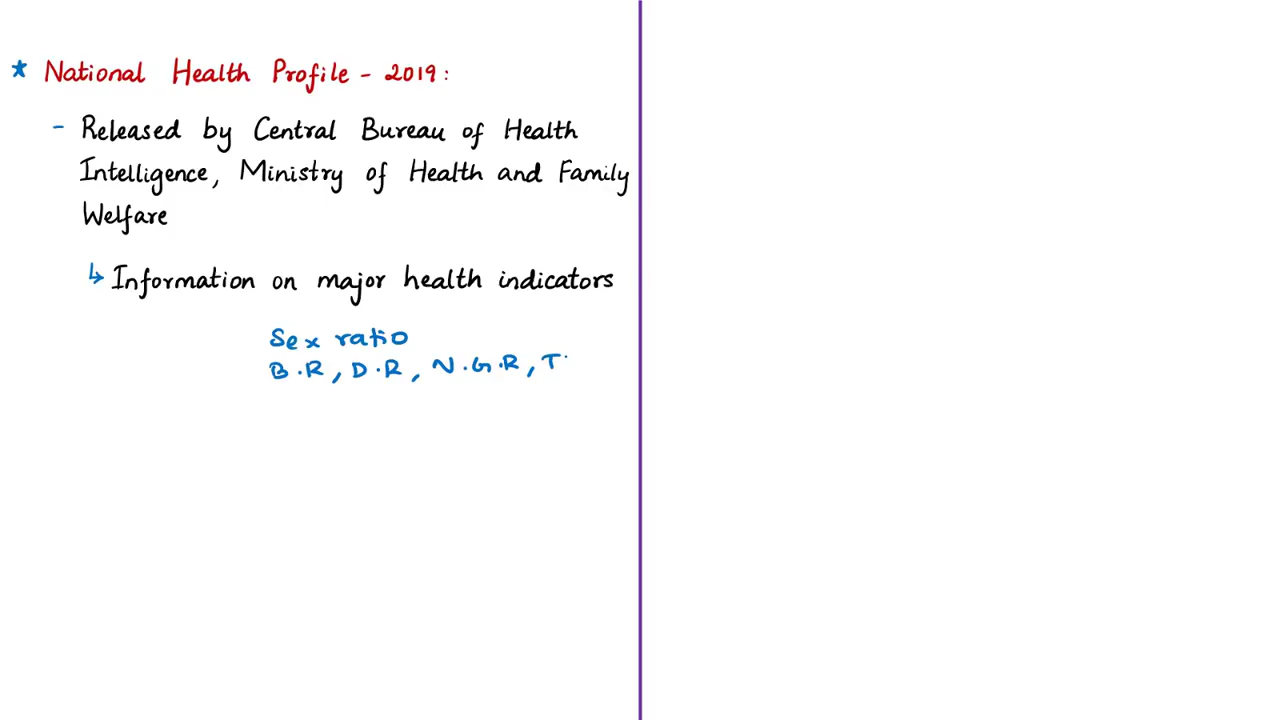 * National Health Profile - 2019:
- Released by Central Bureau of Health
Intelligence, Ministry of Health and Family
Welfare
↳ Information on major health indicators
Sex ratio
B.R, D.R, N.G.R, T.